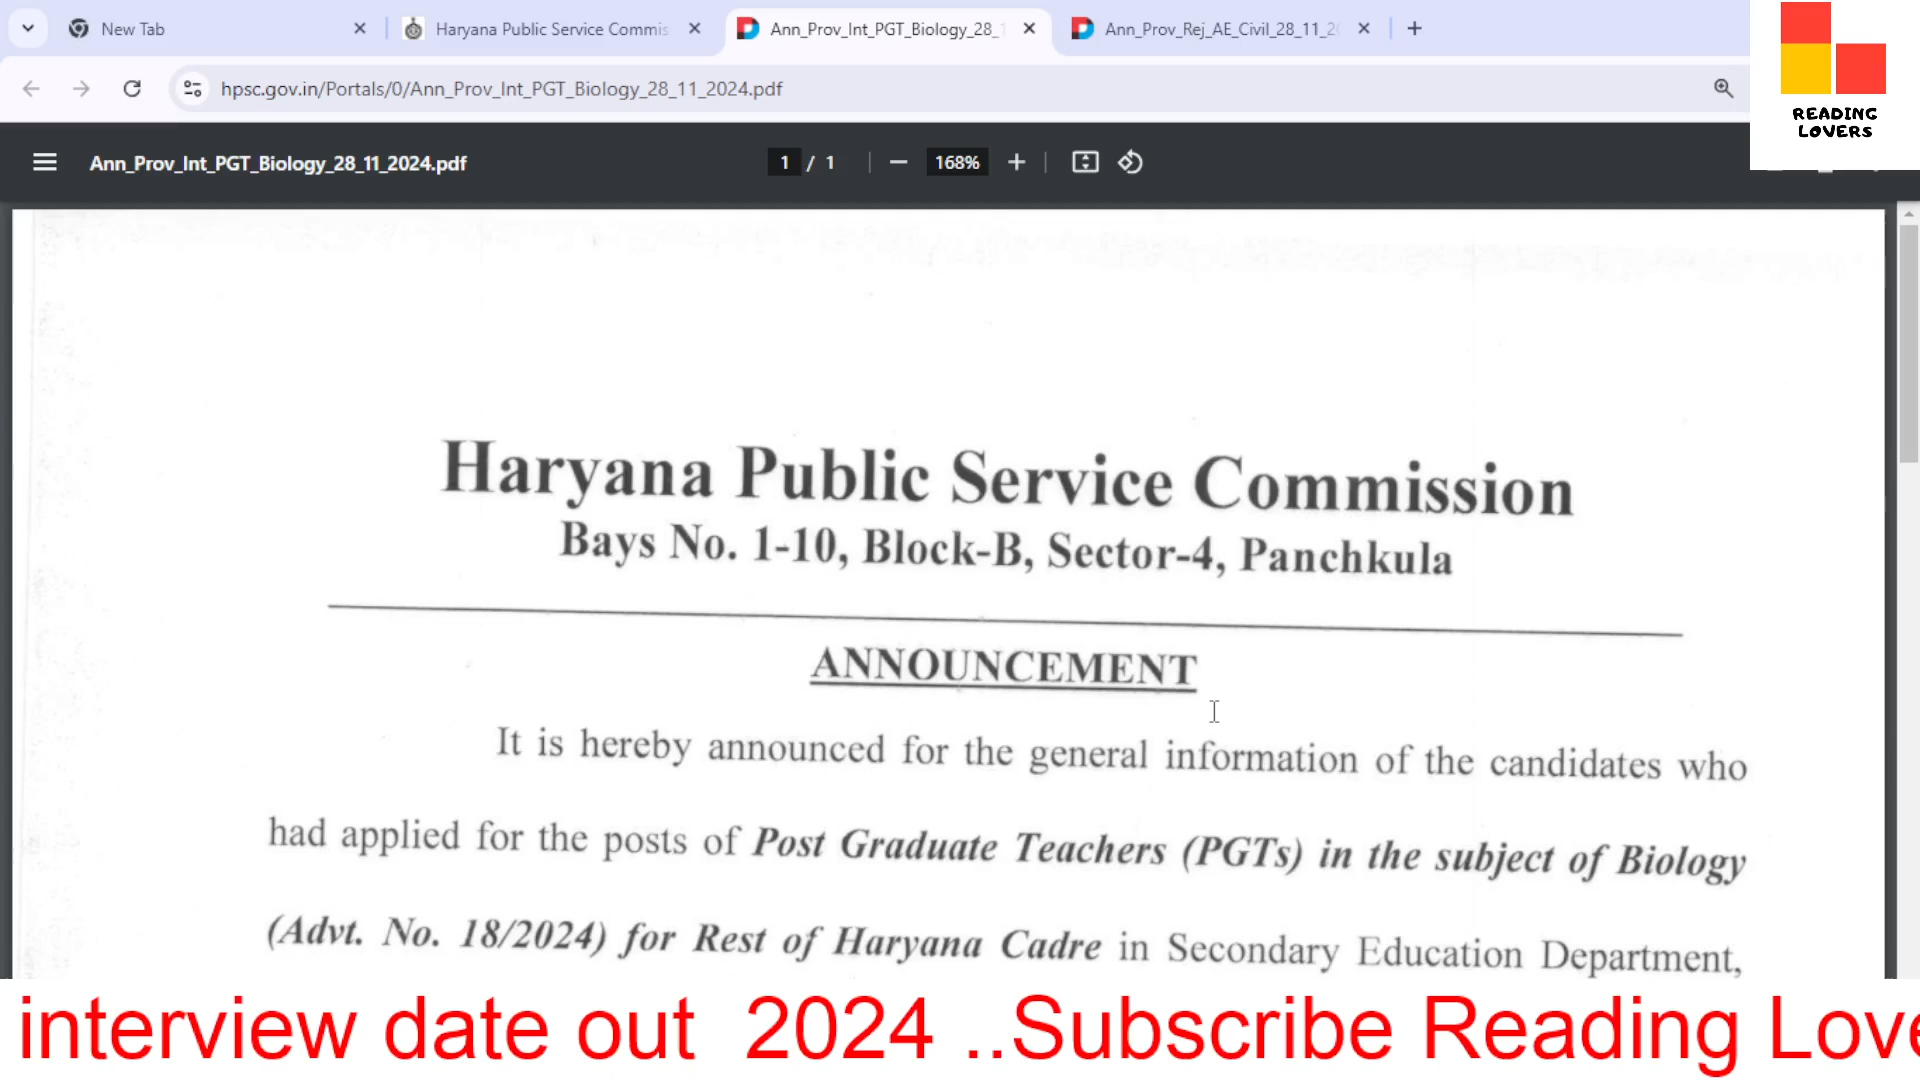 New Tab
Haryana Public Service Commis
Ann_Prov_Int_PGT_Biology_28_1
Ann_Prov_Rej_AE_Civil_28_11_2
hpsc.gov.in/Portals/0/Ann_Prov_Int_PGT_Biology_28_11_2024.pdf
READING
LOVERS
Ann_Prov_Int_PGT_Biology_28_11_2024.pdf
1 / 1
168%
Haryana Public Service Commission
Bays No. 1-10, Block-B, Sector-4, Panchkula
ANNOUNCEMENT
It is hereby announced for the general information of the candidates who
had applied for the posts of Post Graduate Teachers (PGTs) in the subject of Biology
(Advt. No. 18/2024) for Rest of Haryana Cadre in Secondary Education Department,
interview date out 2024 ..Subscribe Reading Love